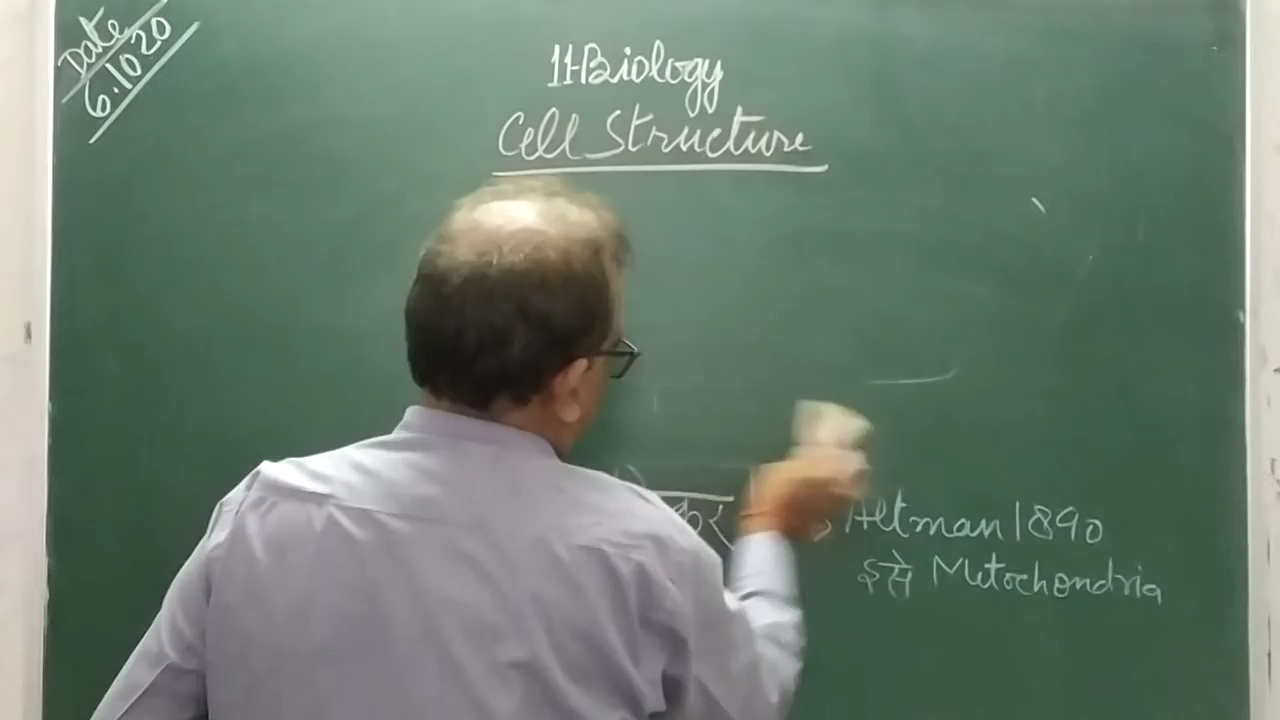 Date
6.10.20
11-Biology
Cell Structure
Altman 1890
इसे Mitochondria